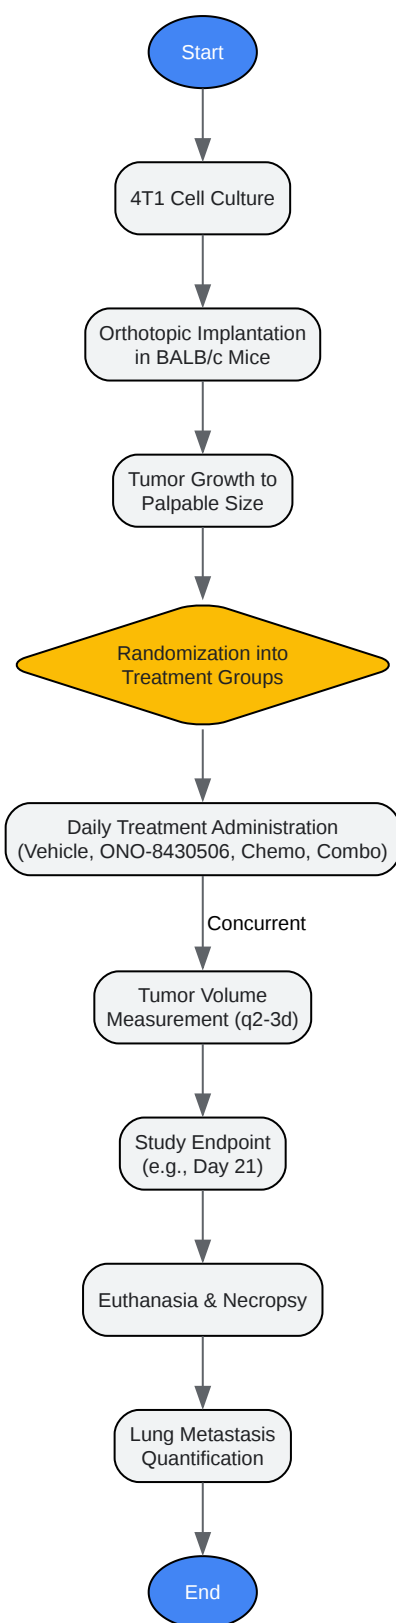 Start
4T1 Cell Culture
Orthotopic Implantation
in BALB/c Mice
Tumor Growth to
Palpable Size
Randomization into
Treatment Groups
Daily Treatment Administration
(Vehicle, ONO-8430506, Chemo, Combo)
Concurrent
Tumor Volume
Measurement (q2-3d)
Study Endpoint
(e.g., Day 21)
Euthanasia & Necropsy
Lung Metastasis
Quantification
End